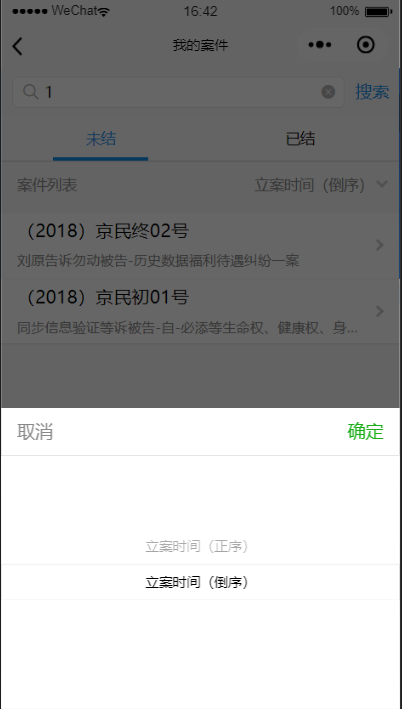 WeChat 16:42 100%
我的案件
1 搜索
未结 已结
案件列表 立案时间（倒序）
（2018）京民终02号
刘原告诉勿动被告-历史数据福利待遇纠纷一案
（2018）京民初01号
同步信息验证等诉被告-自-必添等生命权、健康权、身...
取消 确定
立案时间（正序）
立案时间（倒序）